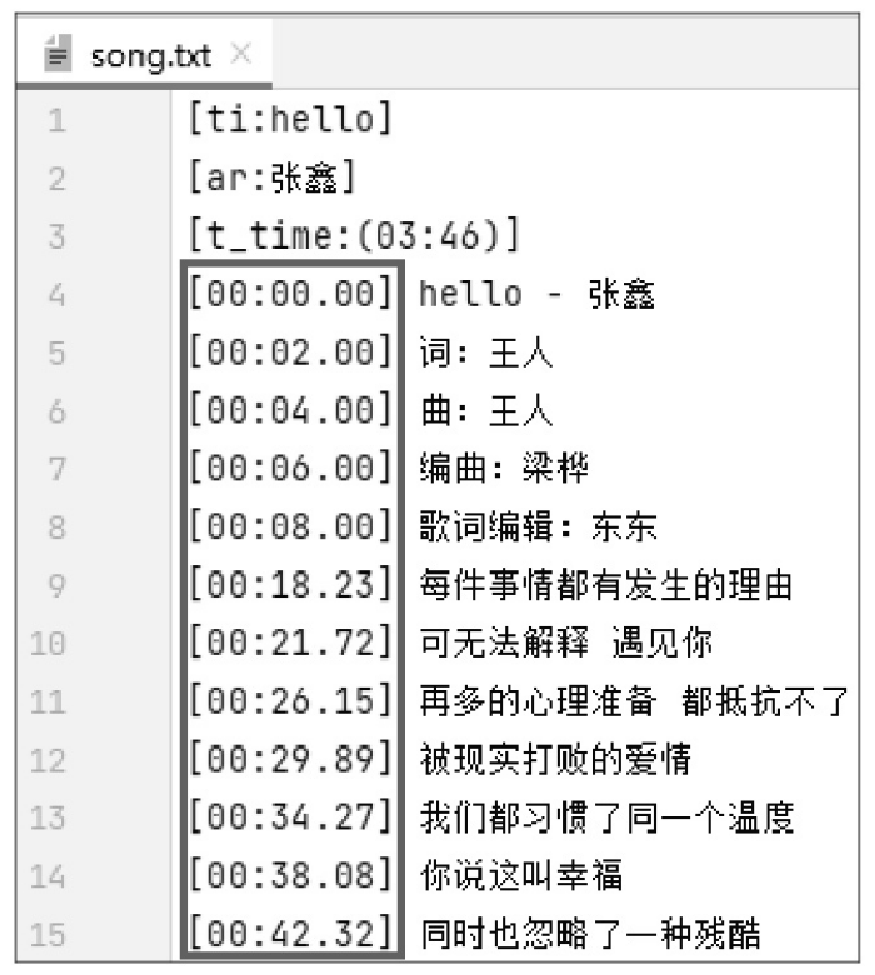 song.txt ×
1 [ti:hello]
2 [ar:张鑫]
3 [t_time:(03:46)]
4 [00:00.00] hello - 张鑫
5 [00:02.00] 词：王人
6 [00:04.00] 曲：王人
7 [00:06.00] 编曲：梁桦
8 [00:08.00] 歌词编辑：东东
9 [00:18.23] 每件事情都有发生的理由
10 [00:21.72] 可无法解释 遇见你
11 [00:26.15] 再多的心理准备 都抵抗不了
12 [00:29.89] 被现实打败的爱情
13 [00:34.27] 我们都习惯了同一个温度
14 [00:38.08] 你说这叫幸福
15 [00:42.32] 同时也忽略了一种残酷